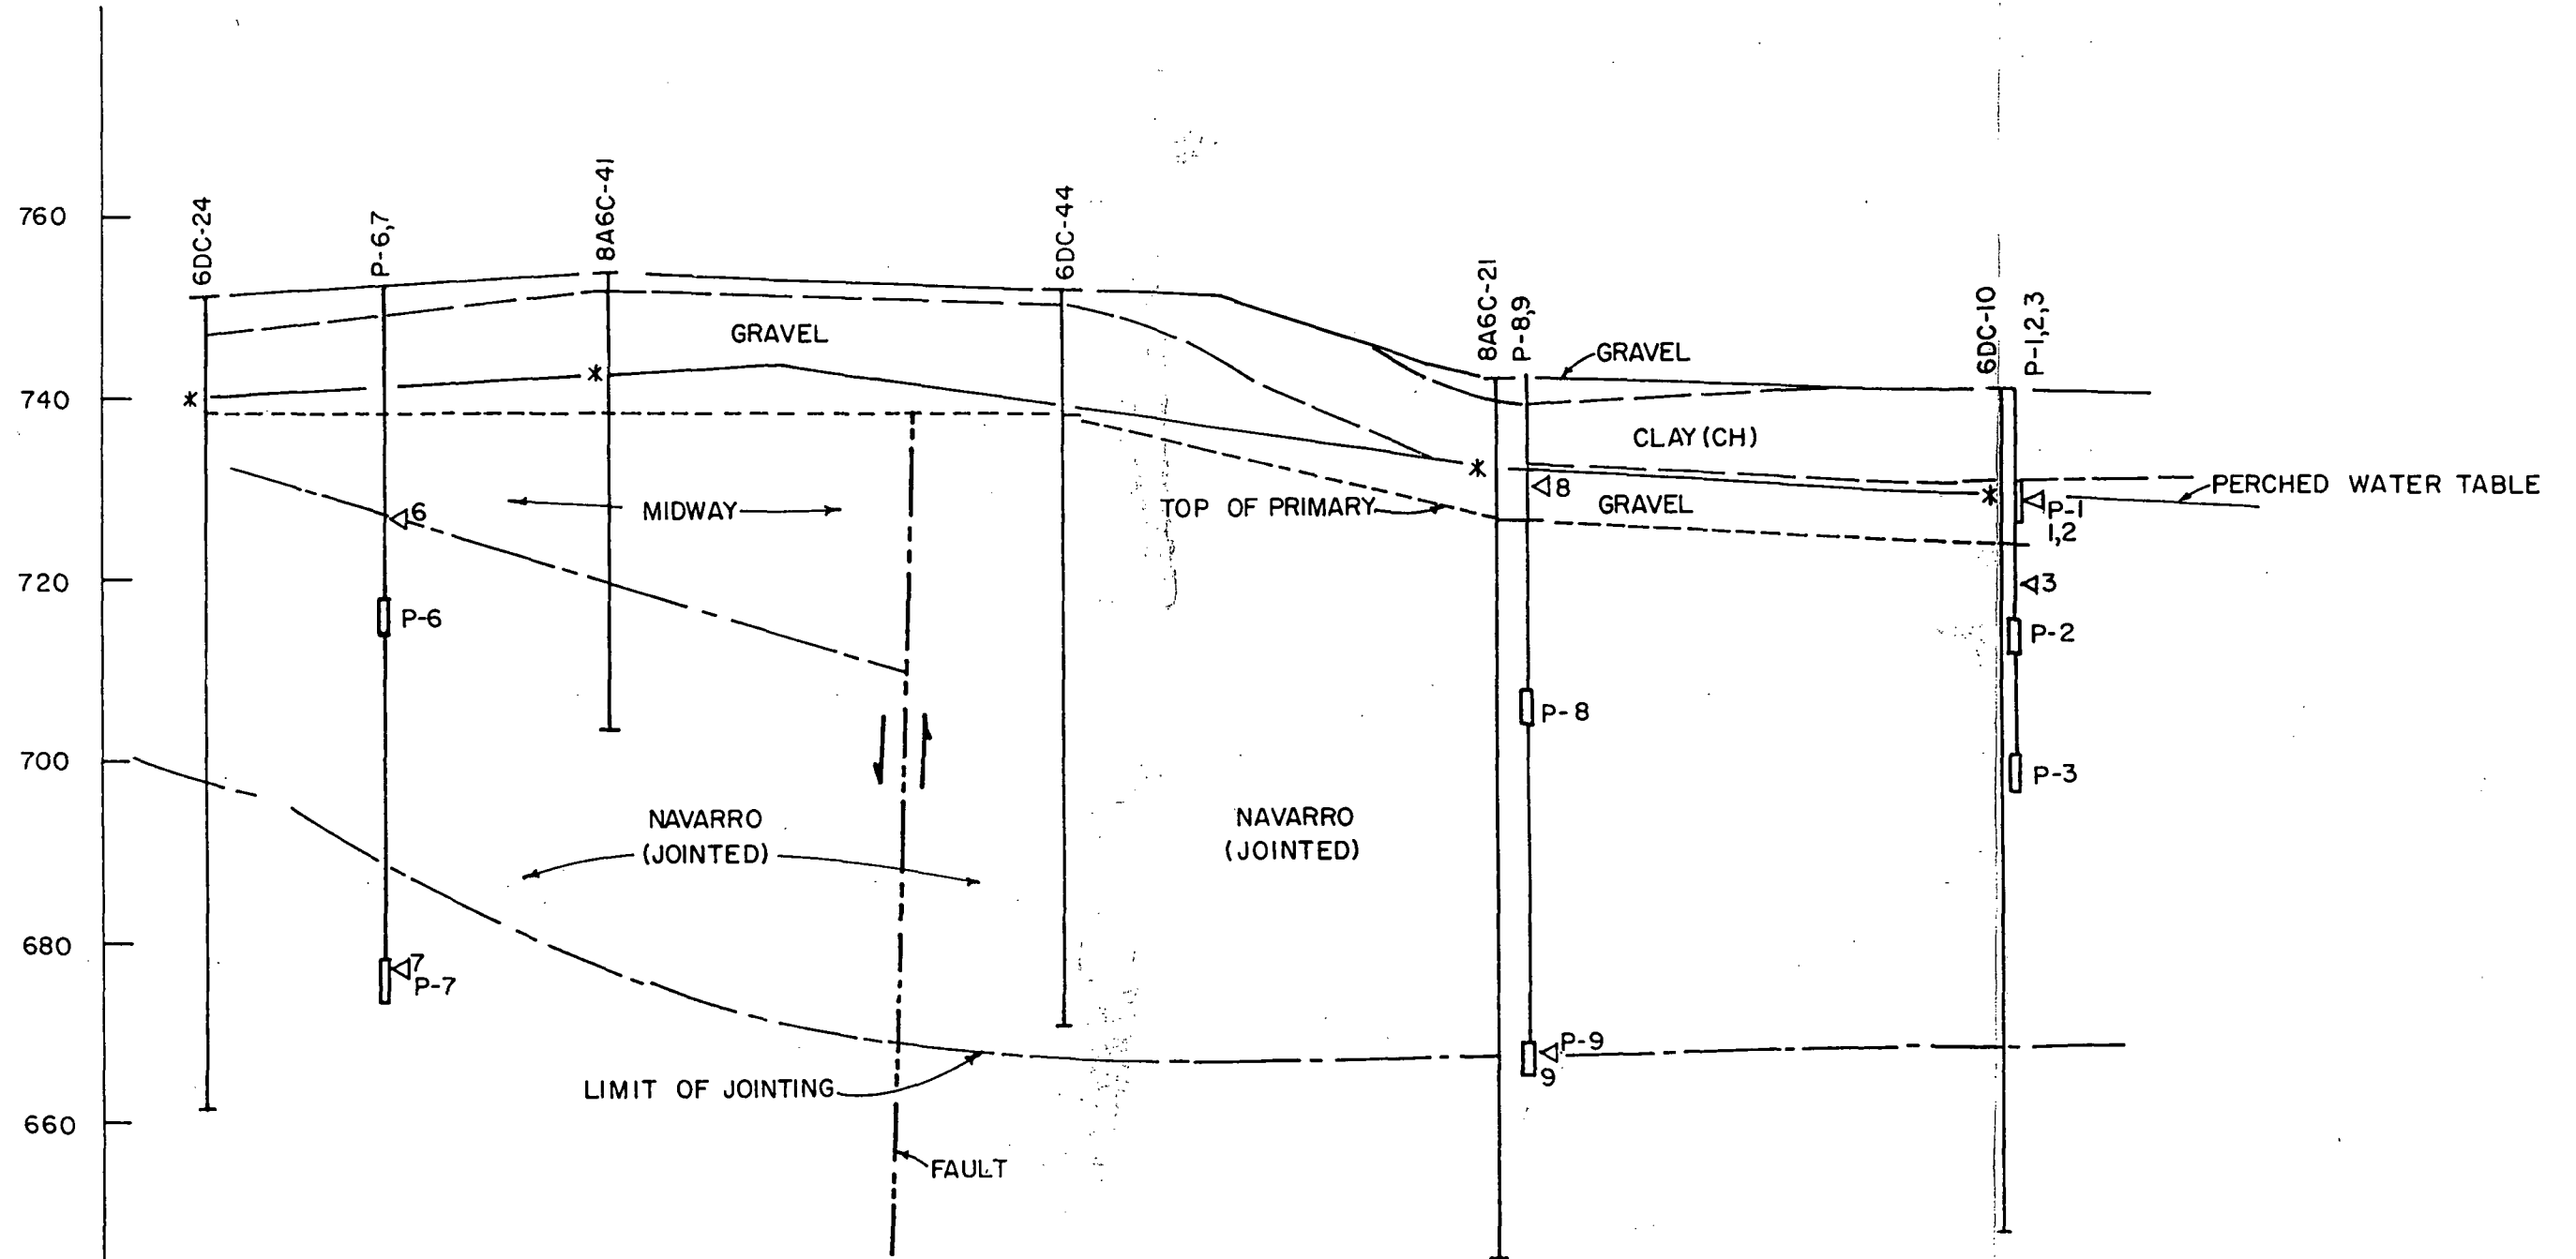 760
740
720
700
680
660
6DC-24
P-6,7
8A6C-41
6DC-44
8A6C-21
P-8,9
6DC-10
P-1,2,3
GRAVEL
GRAVEL
CLAY (CH)
PERCHED WATER TABLE
*
*
*
*
MIDWAY
TOP OF PRIMARY
GRAVEL
6
8
P-1
1,2
3
P-6
P-2
P-8
P-3
NAVARRO
(JOINTED)
NAVARRO
(JOINTED)
7
P-7
P-9
9
LIMIT OF JOINTING
FAULT